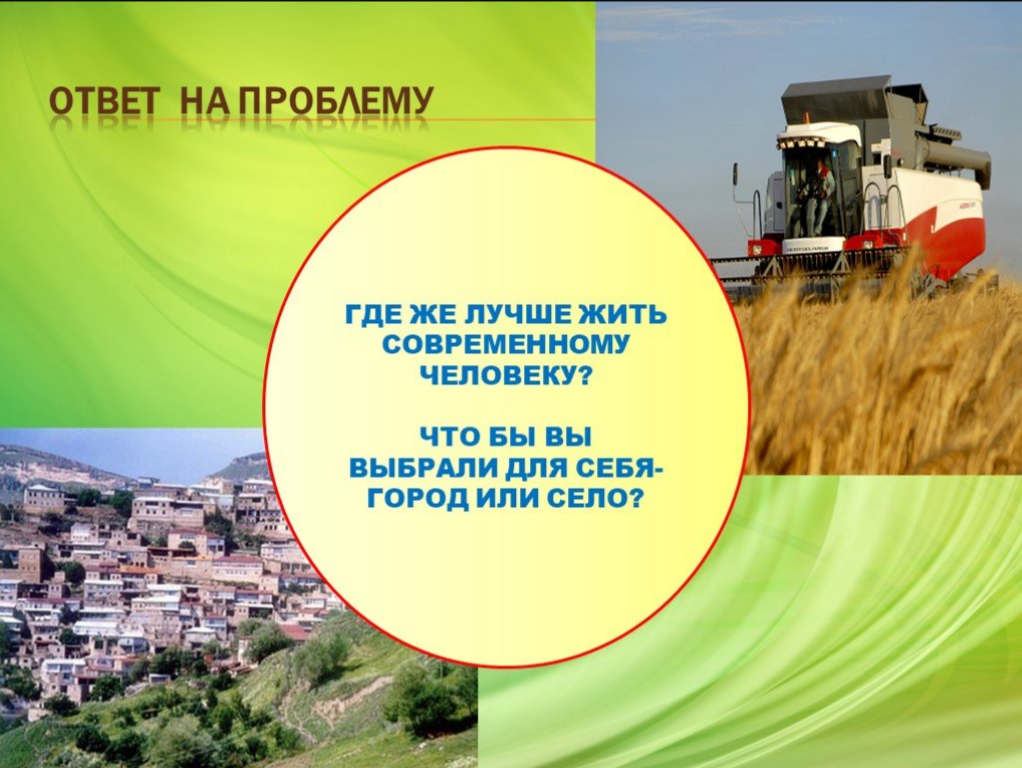 ОТВЕТ НА ПРОБЛЕМУ
ГДЕ ЖЕ ЛУЧШЕ ЖИТЬ
СОВРЕМЕННОМУ
ЧЕЛОВЕКУ?
ЧТО БЫ ВЫ
ВЫБРАЛИ ДЛЯ СЕБЯ-
ГОРОД ИЛИ СЕЛО?